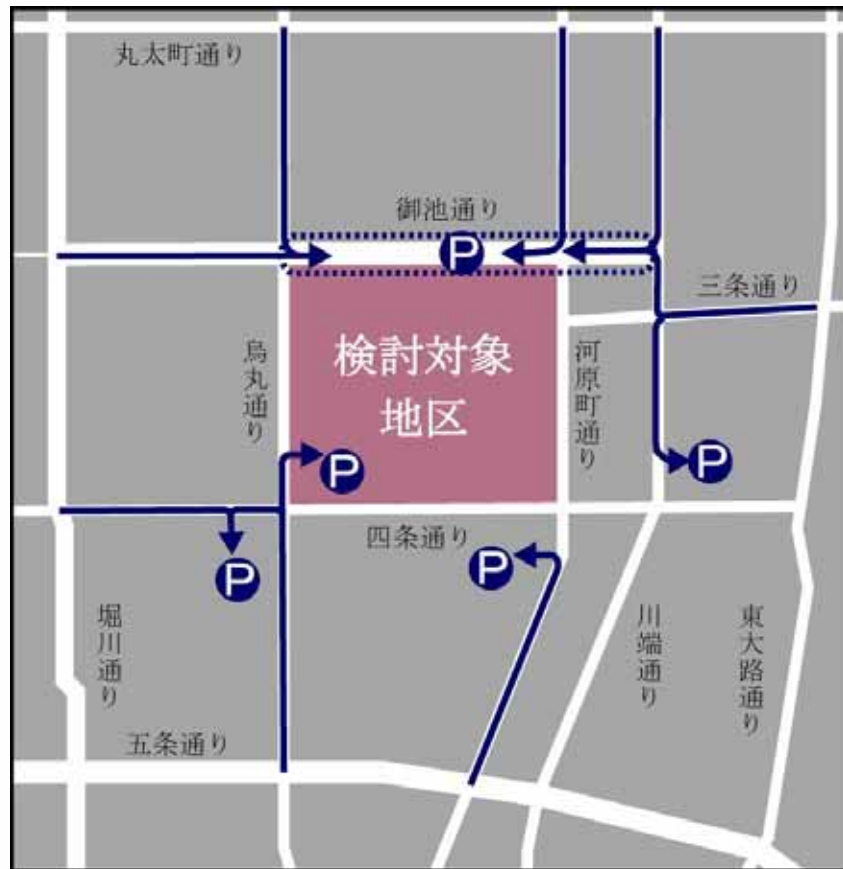 丸太町通り
御池通り
P
三条通り
烏丸通り
検討対象
地区
河原町通り
P
P
四条通り
P
P
堀川通り
川端通り
東大路通り
五条通り